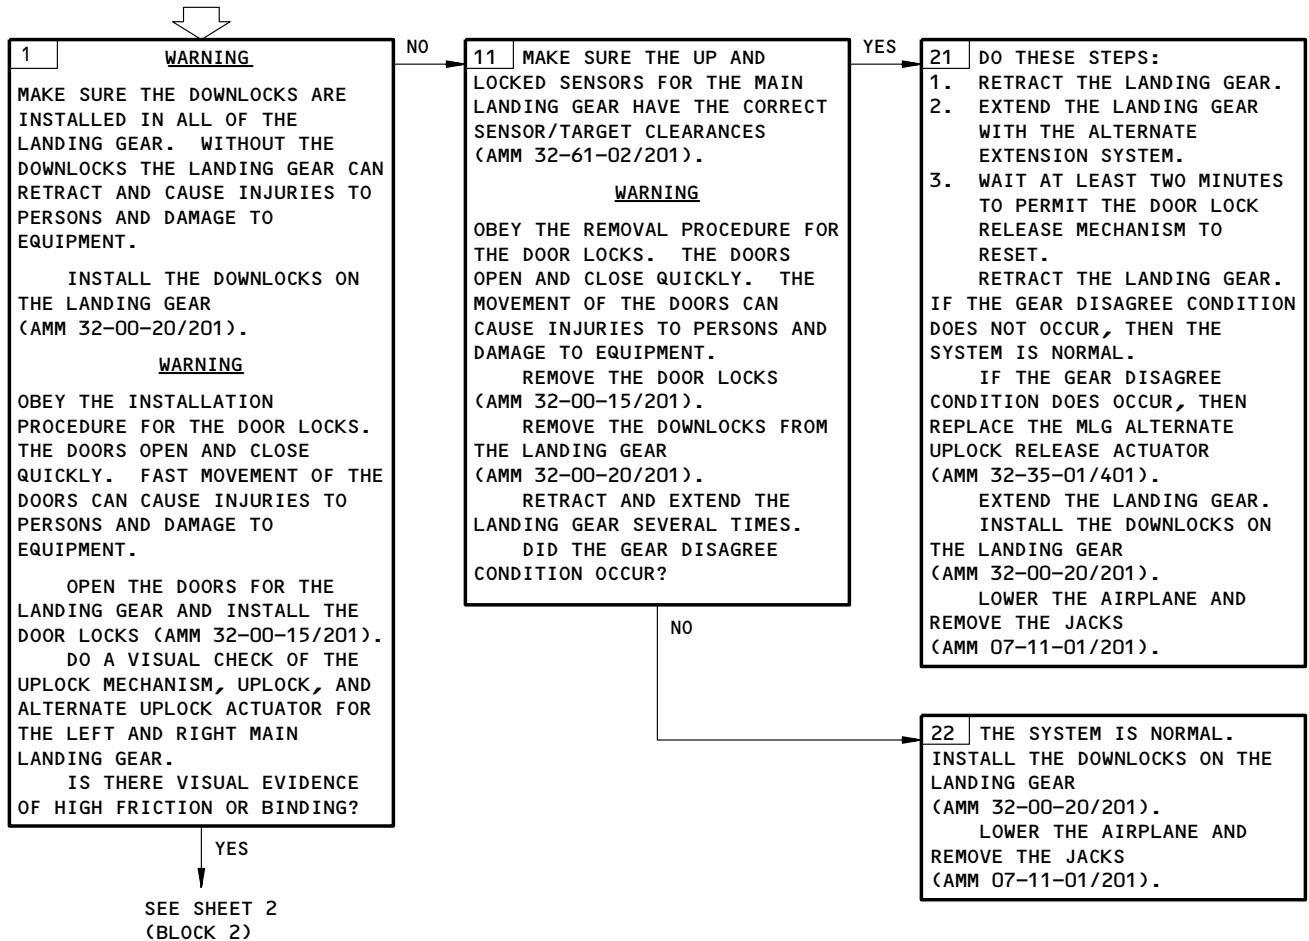 1
WARNING
MAKE SURE THE DOWNLOCKS ARE
INSTALLED IN ALL OF THE
LANDING GEAR. WITHOUT THE
DOWNLOCKS THE LANDING GEAR CAN
RETRACT AND CAUSE INJURIES TO
PERSONS AND DAMAGE TO
EQUIPMENT.
INSTALL THE DOWNLOCKS ON
THE LANDING GEAR
(AMM 32-00-20/201).
WARNING
OBEY THE INSTALLATION
PROCEDURE FOR THE DOOR LOCKS.
THE DOORS OPEN AND CLOSE
QUICKLY. FAST MOVEMENT OF THE
DOORS CAN CAUSE INJURIES TO
PERSONS AND DAMAGE TO
EQUIPMENT.
OPEN THE DOORS FOR THE
LANDING GEAR AND INSTALL THE
DOOR LOCKS (AMM 32-00-15/201).
DO A VISUAL CHECK OF THE
UPLOCK MECHANISM, UPLOCK, AND
ALTERNATE UPLOCK ACTUATOR FOR
THE LEFT AND RIGHT MAIN
LANDING GEAR.
IS THERE VISUAL EVIDENCE
OF HIGH FRICTION OR BINDING?
YES
SEE SHEET 2
(BLOCK 2)
NO
11 MAKE SURE THE UP AND
LOCKED SENSORS FOR THE MAIN
LANDING GEAR HAVE THE CORRECT
SENSOR/TARGET CLEARANCES
(AMM 32-61-02/201).
WARNING
OBEY THE REMOVAL PROCEDURE FOR
THE DOOR LOCKS. THE DOORS
OPEN AND CLOSE QUICKLY. THE
MOVEMENT OF THE DOORS CAN
CAUSE INJURIES TO PERSONS AND
DAMAGE TO EQUIPMENT.
REMOVE THE DOOR LOCKS
(AMM 32-00-15/201).
REMOVE THE DOWNLOCKS FROM
THE LANDING GEAR
(AMM 32-00-20/201).
RETRACT AND EXTEND THE
LANDING GEAR SEVERAL TIMES.
DID THE GEAR DISAGREE
CONDITION OCCUR?
NO
YES
21 DO THESE STEPS:
1. RETRACT THE LANDING GEAR.
2. EXTEND THE LANDING GEAR
WITH THE ALTERNATE
EXTENSION SYSTEM.
3. WAIT AT LEAST TWO MINUTES
TO PERMIT THE DOOR LOCK
RELEASE MECHANISM TO
RESET.
RETRACT THE LANDING GEAR.
IF THE GEAR DISAGREE CONDITION
DOES NOT OCCUR, THEN THE
SYSTEM IS NORMAL.
IF THE GEAR DISAGREE
CONDITION DOES OCCUR, THEN
REPLACE THE MLG ALTERNATE
UPLOCK RELEASE ACTUATOR
(AMM 32-35-01/401).
EXTEND THE LANDING GEAR.
INSTALL THE DOWNLOCKS ON
THE LANDING GEAR
(AMM 32-00-20/201).
LOWER THE AIRPLANE AND
REMOVE THE JACKS
(AMM 07-11-01/201).
22 THE SYSTEM IS NORMAL.
INSTALL THE DOWNLOCKS ON THE
LANDING GEAR
(AMM 32-00-20/201).
LOWER THE AIRPLANE AND
REMOVE THE JACKS
(AMM 07-11-01/201).